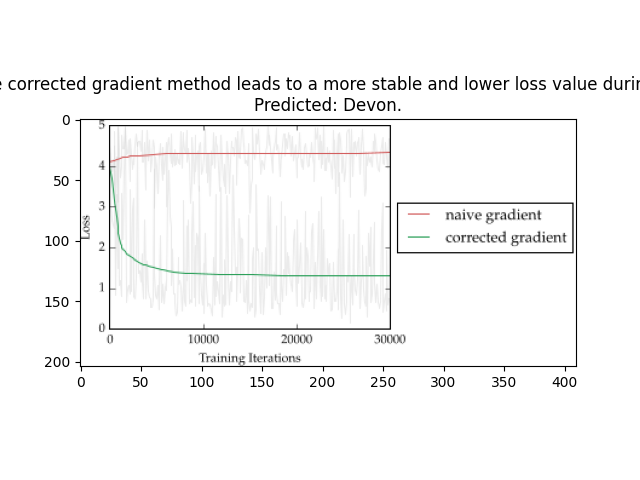 corrected gradient method leads to a more stable and lower loss value
Predicted: Devon.
0
50
100
150
200
5
4
3
2
1
0
Loss
0 10000 20000 30000
Training Iterations
naive gradient
corrected gradient
0 50 100 150 200 250 300 350 400